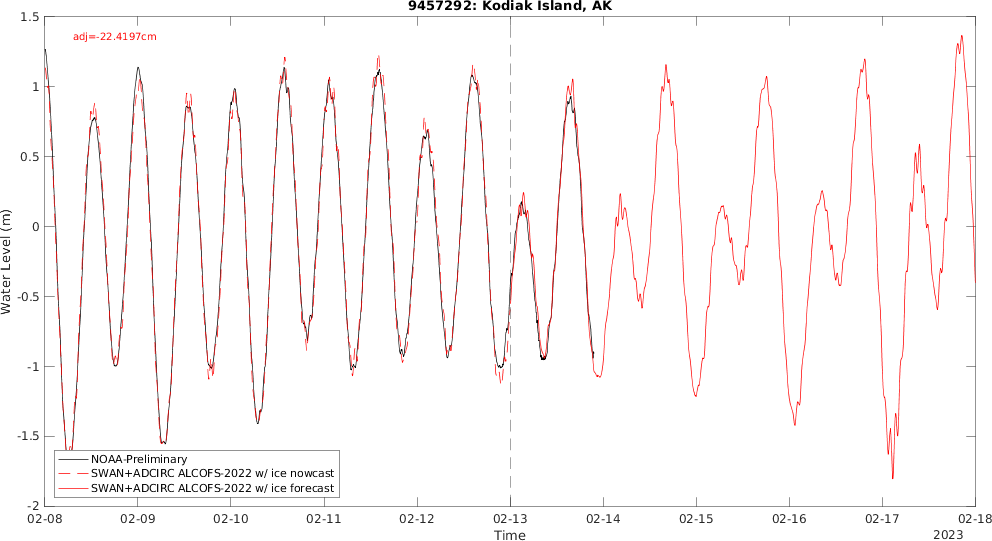 9457292: Kodiak Island, AK
adj=-22.4197cm
1.5
1
0.5
0
-0.5
-1
-1.5
-2
Water Level (m)
NOAA-Preliminary
SWAN+ADCIRC ALCOFS-2022 w/ ice nowcast
SWAN+ADCIRC ALCOFS-2022 w/ ice forecast
02-08 02-09 02-10 02-11 02-12 02-13 02-14 02-15 02-16 02-17 02-18
Time
2023